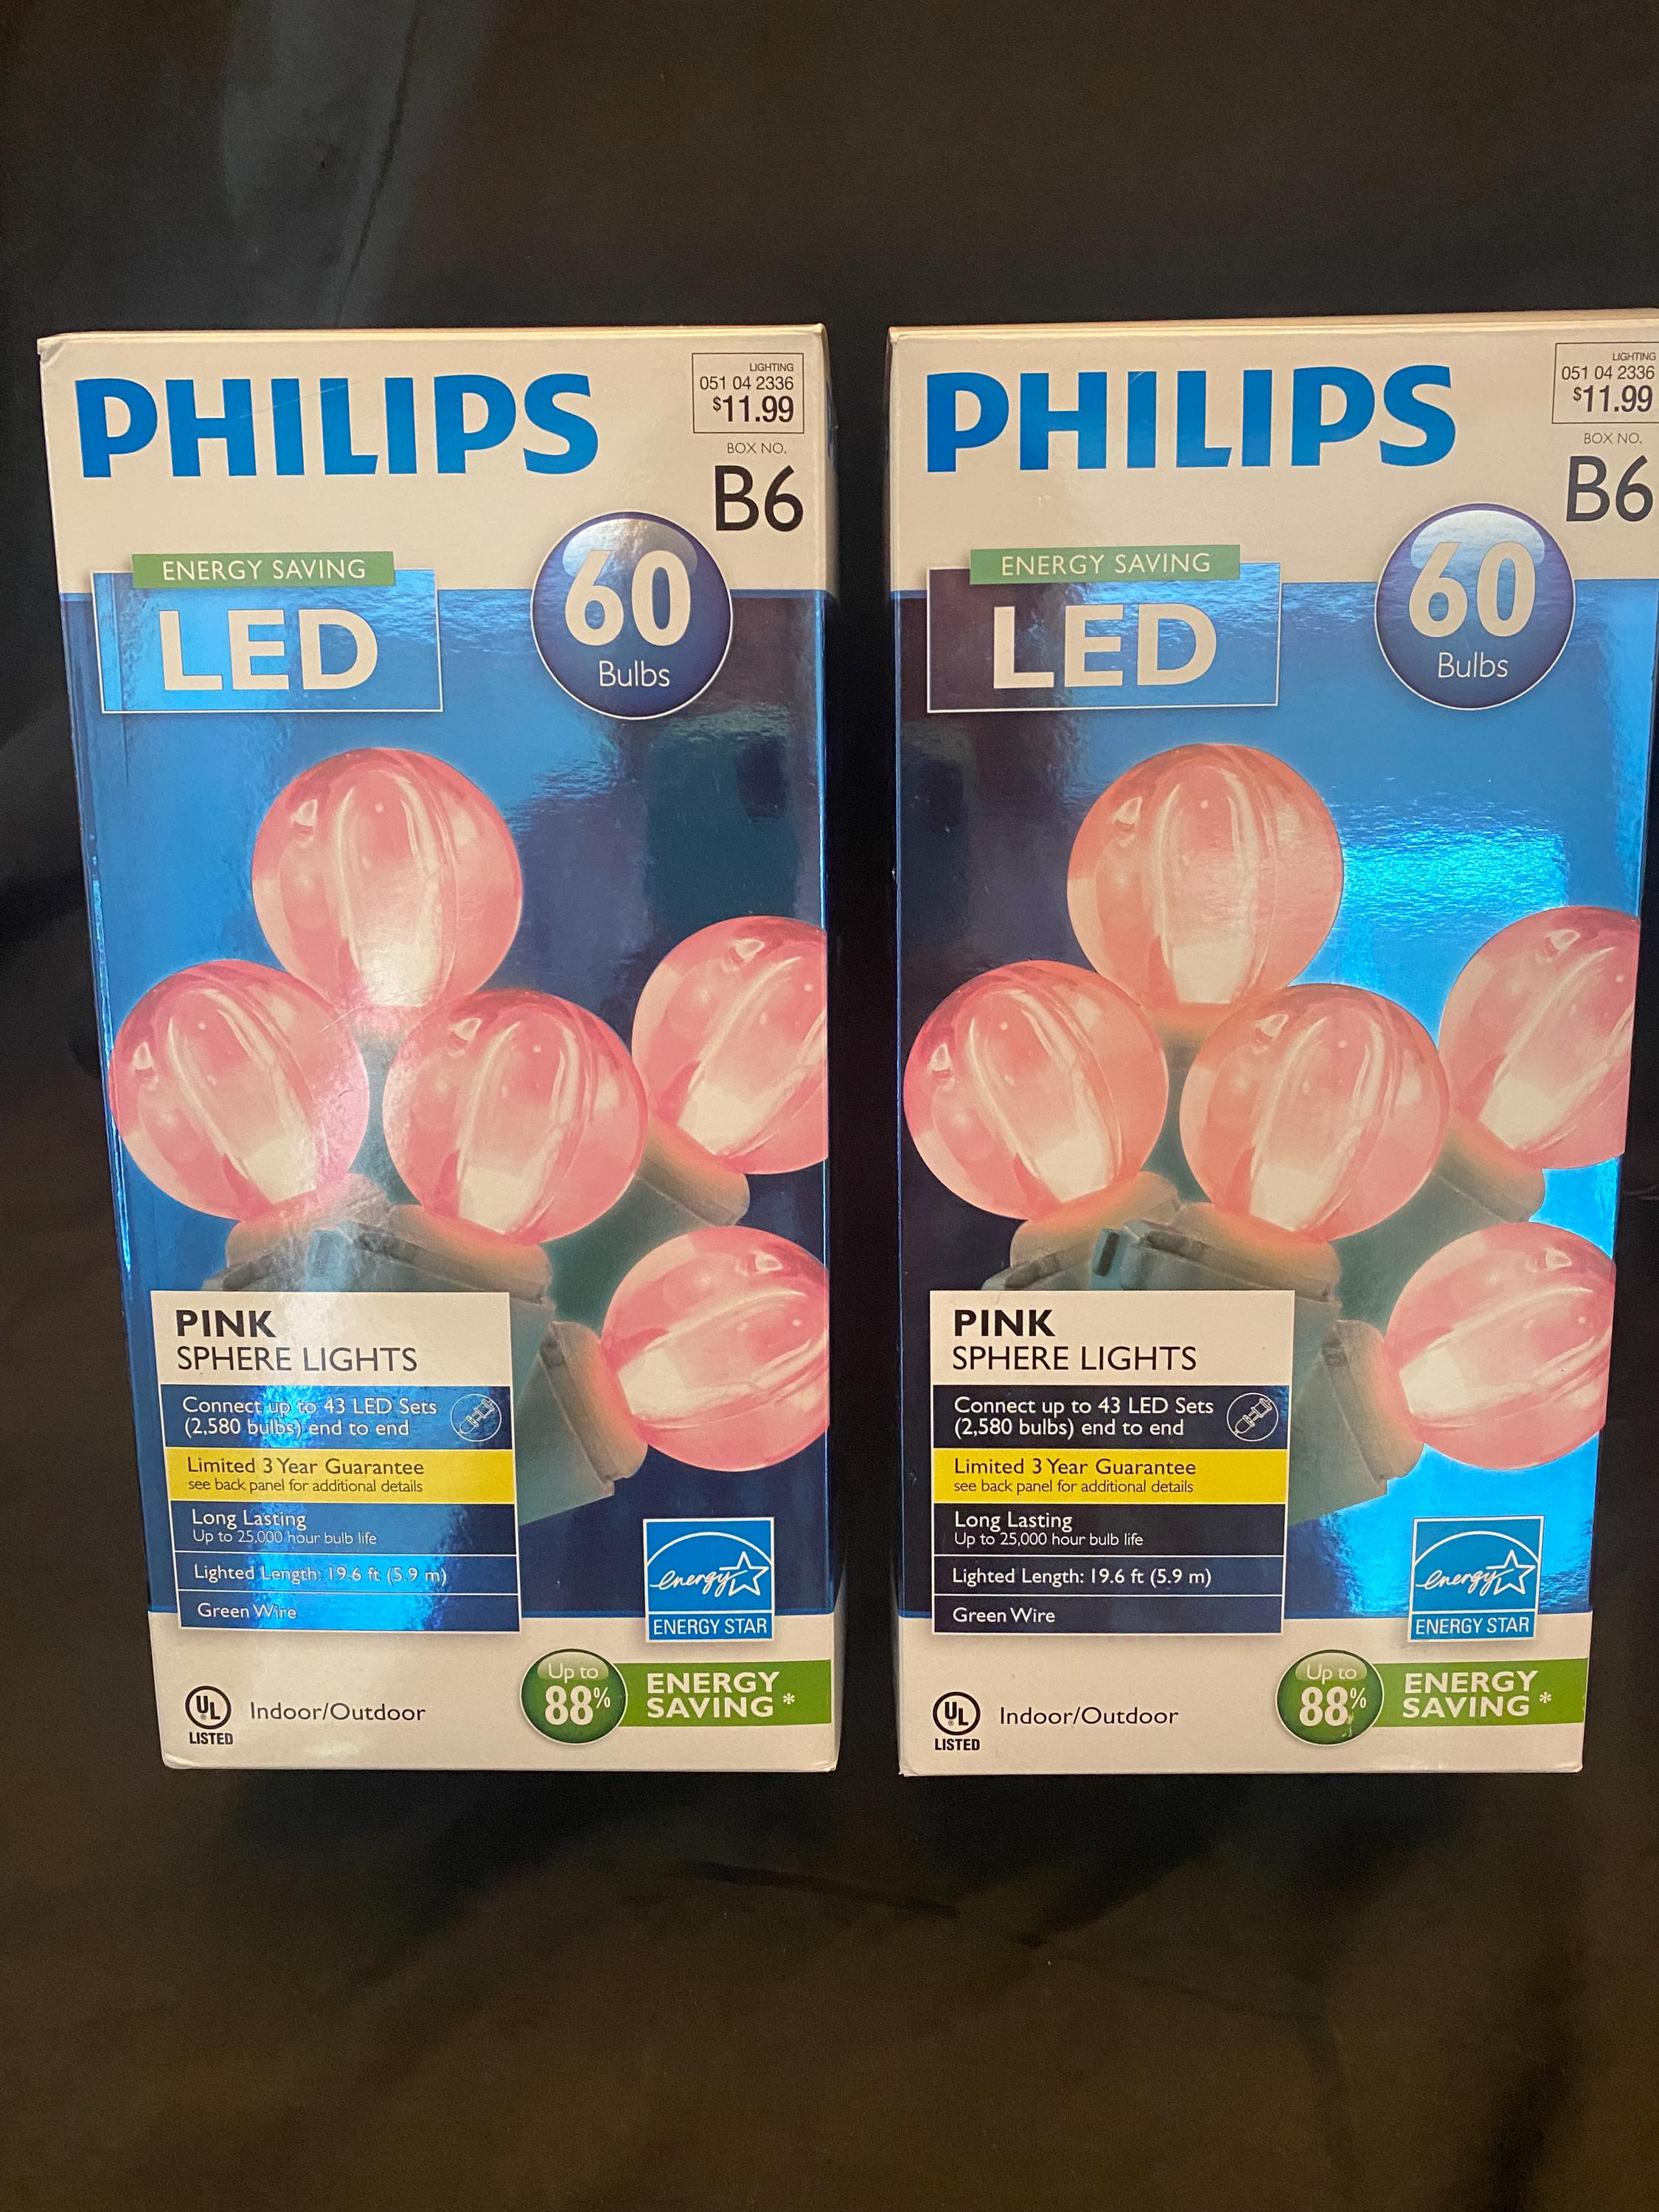 PHILIPS
LIGHTING
051 04 2336
$11.99
BOX NO.
B6
ENERGY SAVING
LED
60
Bulbs
PINK
SPHERE LIGHTS
Connect up to 43 LED Sets
(2,580 bulbs) end to end
Limited 3 Year Guarantee
see back panel for additional details
Long Lasting
Up to 25,000 hour bulb life
Lighted Length: 19.6 ft (5.9 m)
Green Wire
energy
ENERGY STAR
UL
LISTED
Indoor/Outdoor
Up to
88%
ENERGY
SAVING *
PHILIPS
LIGHTING
051 04 2336
$11.99
BOX NO.
B6
ENERGY SAVING
LED
60
Bulbs
PINK
SPHERE LIGHTS
Connect up to 43 LED Sets
(2,580 bulbs) end to end
Limited 3 Year Guarantee
see back panel for additional details
Long Lasting
Up to 25,000 hour bulb life
Lighted Length: 19.6 ft (5.9 m)
Green Wire
energy
ENERGY STAR
UL
LISTED
Indoor/Outdoor
Up to
88%
ENERGY
SAVING *